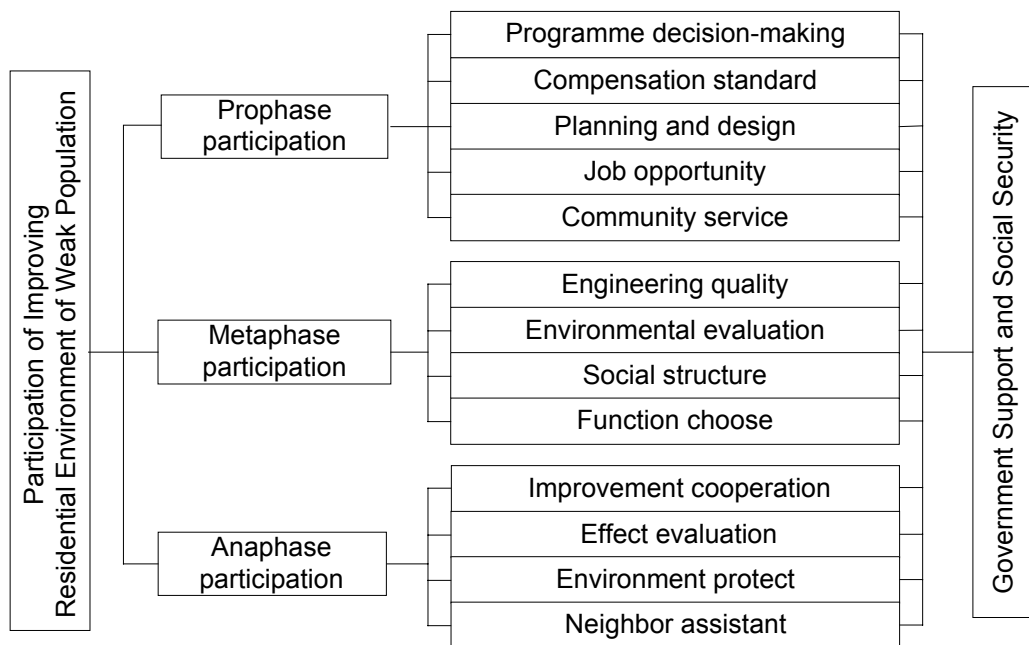 Participation of Improving
Residential Environment of Weak Population
Prophase
participation
Programme decision-making
Compensation standard
Planning and design
Job opportunity
Community service
Metaphase
participation
Engineering quality
Environmental evaluation
Social structure
Function choose
Anaphase
participation
Improvement cooperation
Effect evaluation
Environment protect
Neighbor assistant
Government Support and Social Security